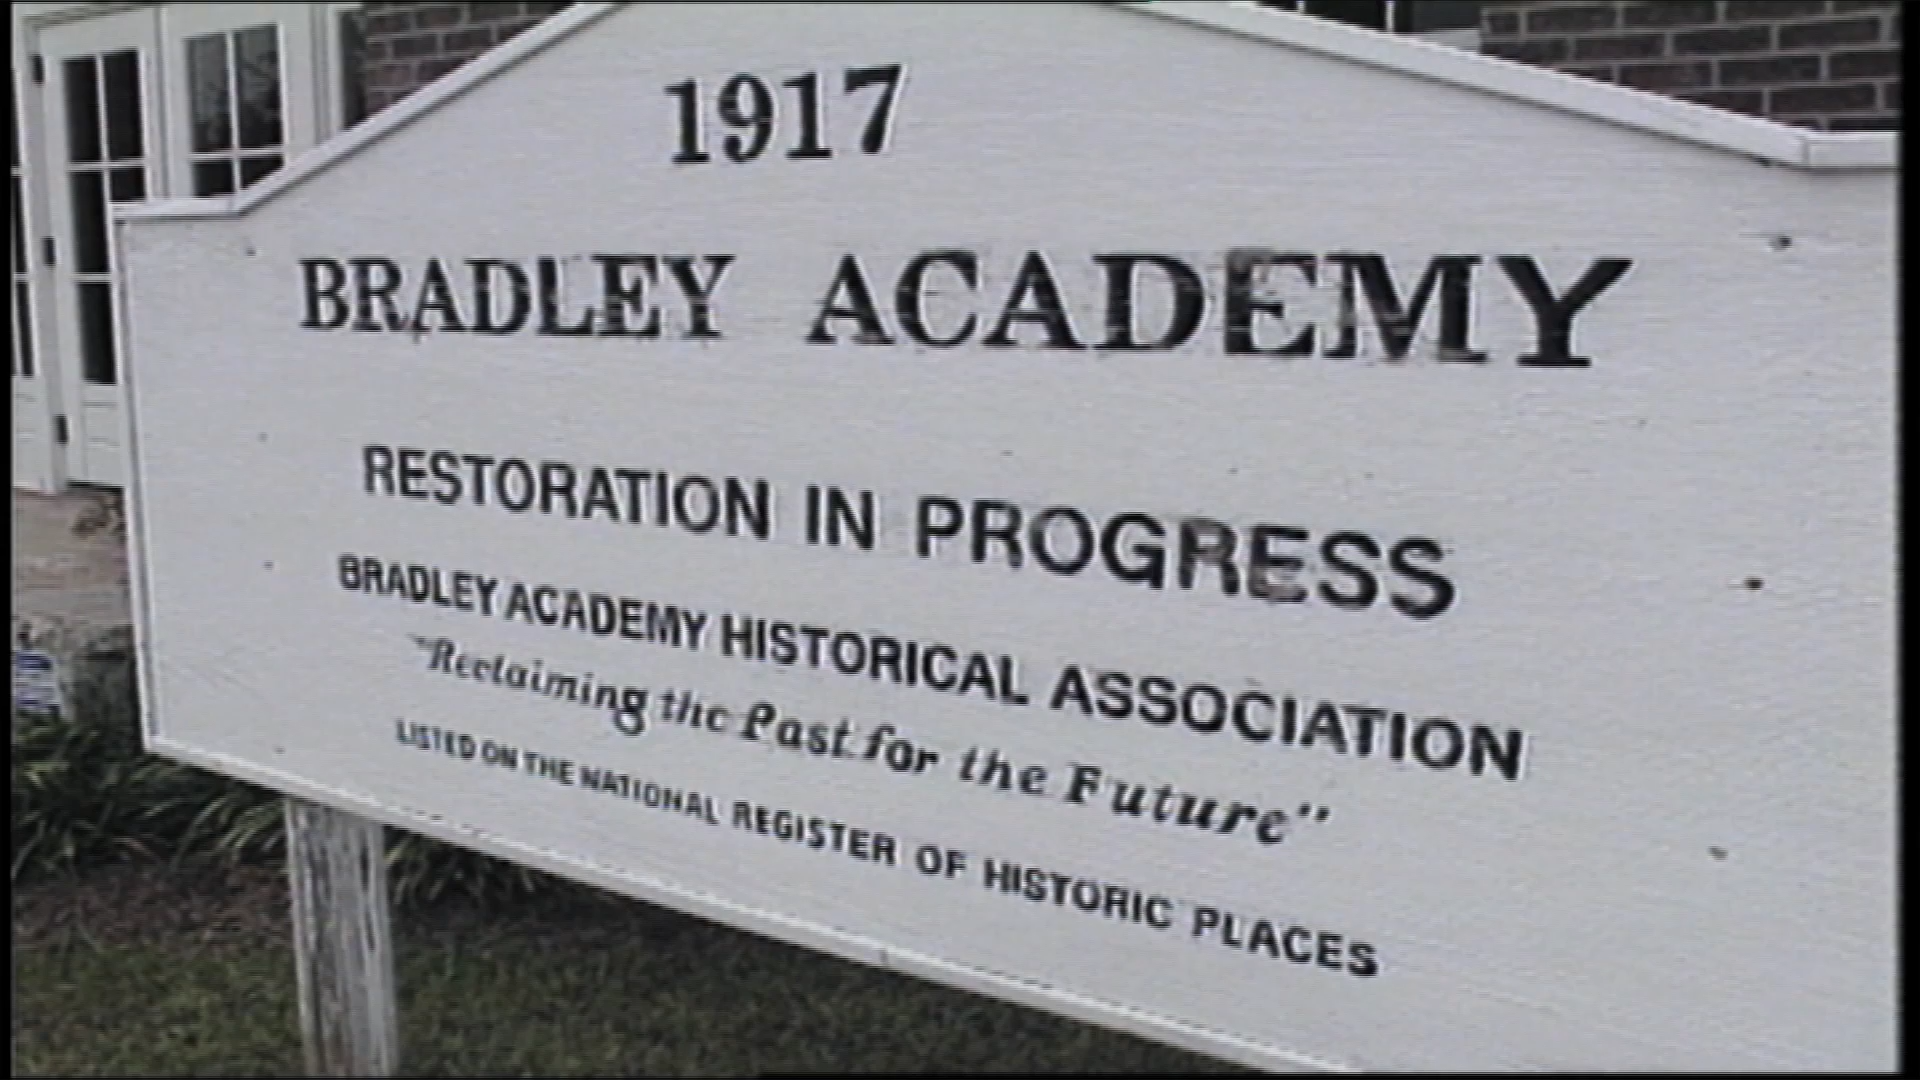 1917
BRADLEY ACADEMY
RESTORATION IN PROGRESS
BRADLEY ACADEMY HISTORICAL ASSOCIATION
"Reclaiming the Past for the Future"
LISTED ON THE NATIONAL REGISTER OF HISTORIC PLACES